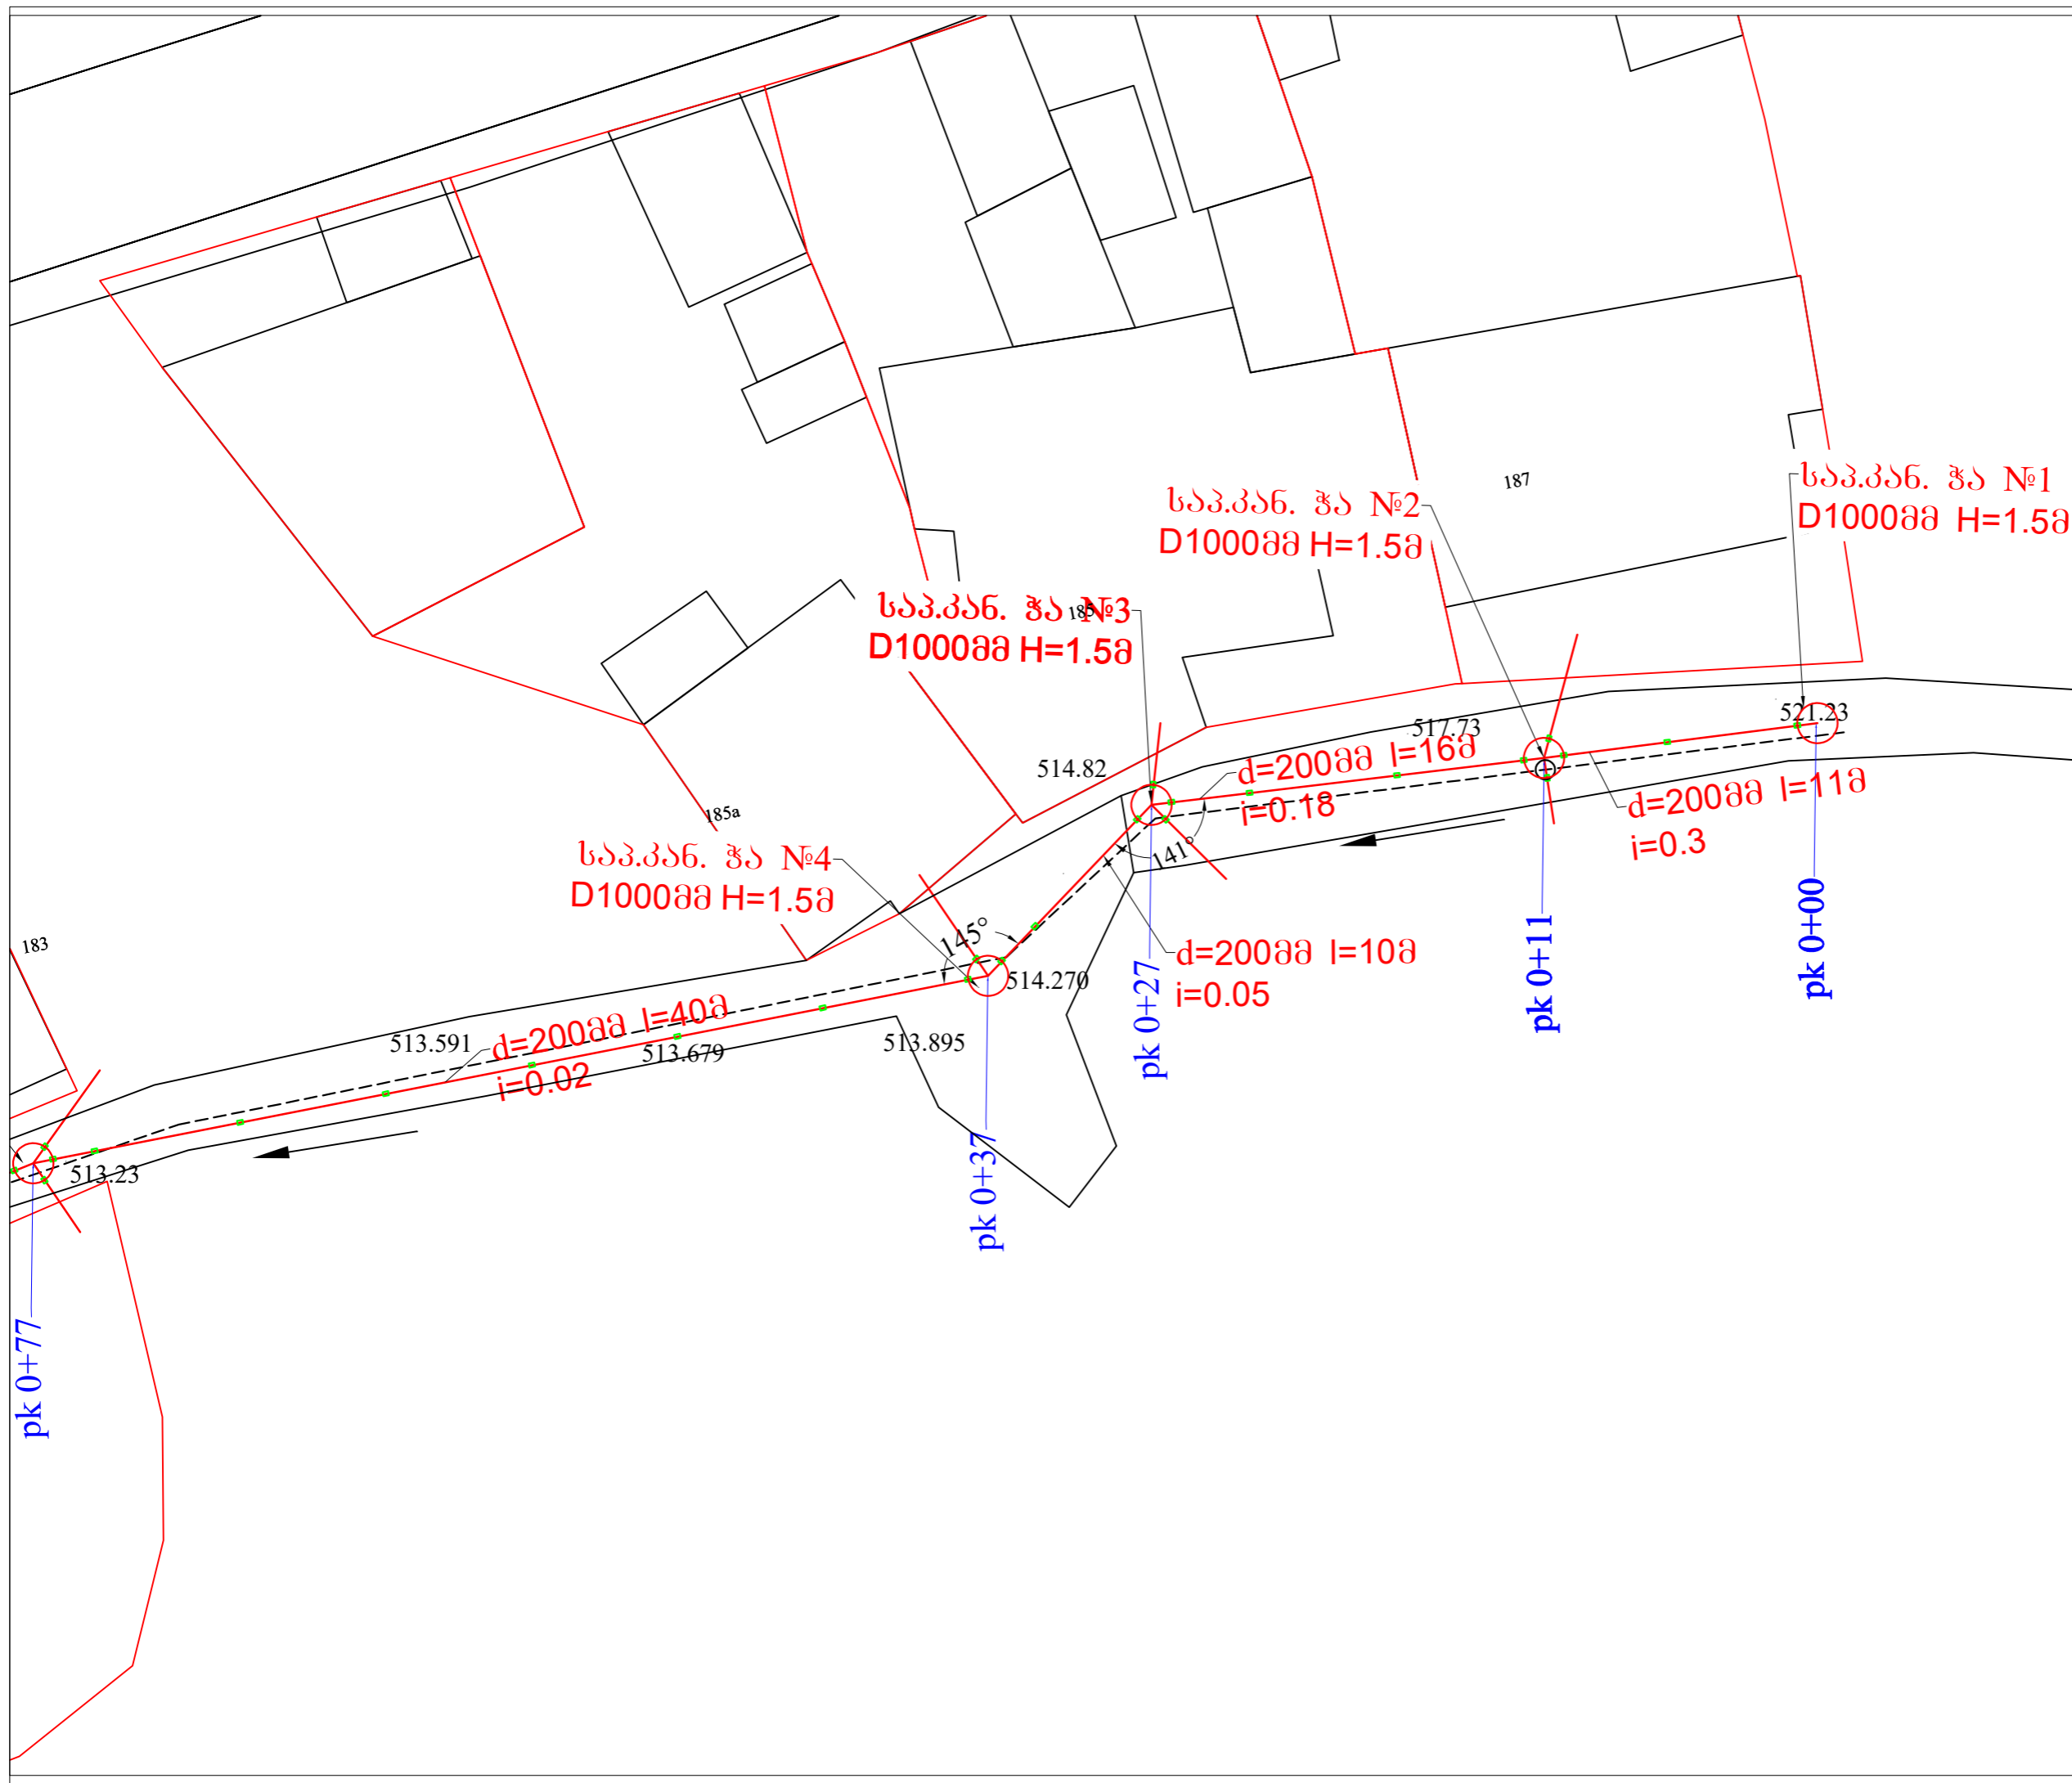 187
საპ.კან. ჭა №1
D1000მმ H=1.5მ
საპ.კან. ჭა №2
D1000მმ H=1.5მ
185
საპ.კან. ჭა №3
D1000მმ H=1.5მ
521.23
517.73
514.82
d=200მმ l=16მ
i=0.18
d=200მმ l=11მ
i=0.3
185a
141°
საპ.კან. ჭა №4
D1000მმ H=1.5მ
pk 0+00
pk 0+11
145°
183
d=200მმ l=10მ
i=0.05
514.270
pk 0+27
513.591
d=200მმ l=40მ
i=0.02
513.679
513.895
513.23
pk 0+37
pk 0+77